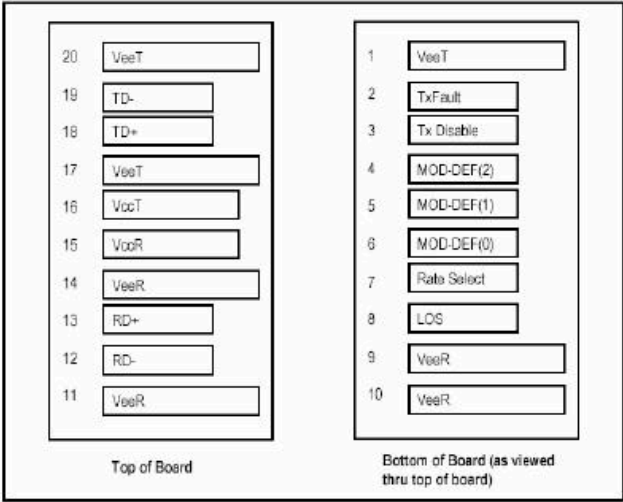 20 VeeT
19 TD-
18 TD+
17 VeeT
16 VccT
15 VccR
14 VeeR
13 RD+
12 RD-
11 VeeR
Top of Board
1 VeeT
2 TxFault
3 Tx Disable
4 MOD-DEF(2)
5 MOD-DEF(1)
6 MOD-DEF(0)
7 Rate Select
8 LOS
9 VeeR
10 VeeR
Bottom of Board (as viewed
thru top of board)